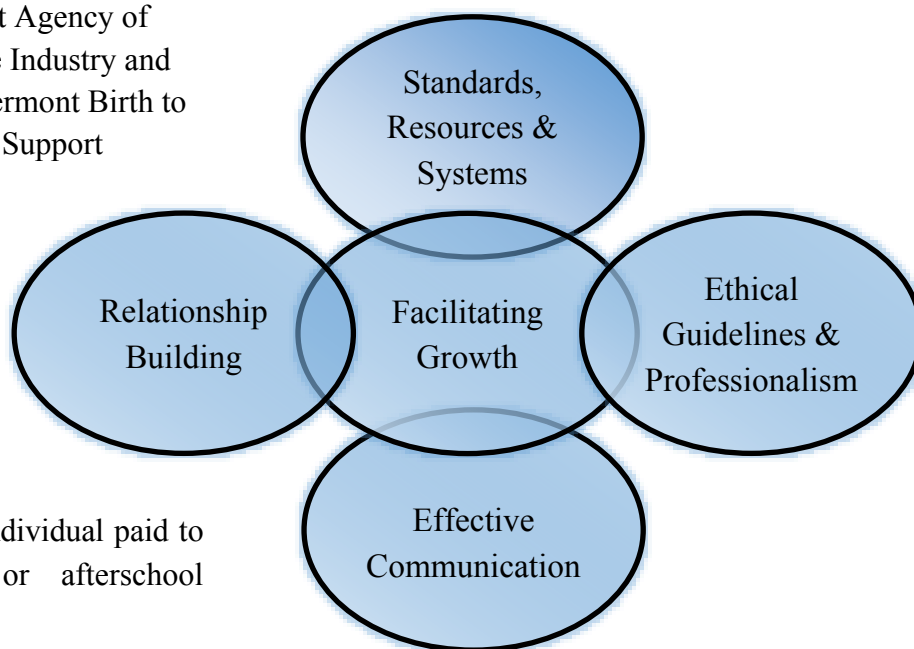 t Agency of
e Industry and
ermont Birth to
Support
Standards,
Resources &
Systems
Relationship
Building
Facilitating
Growth
Ethical
Guidelines &
Professionalism
Effective
Communication
dividual paid to
or afterschool